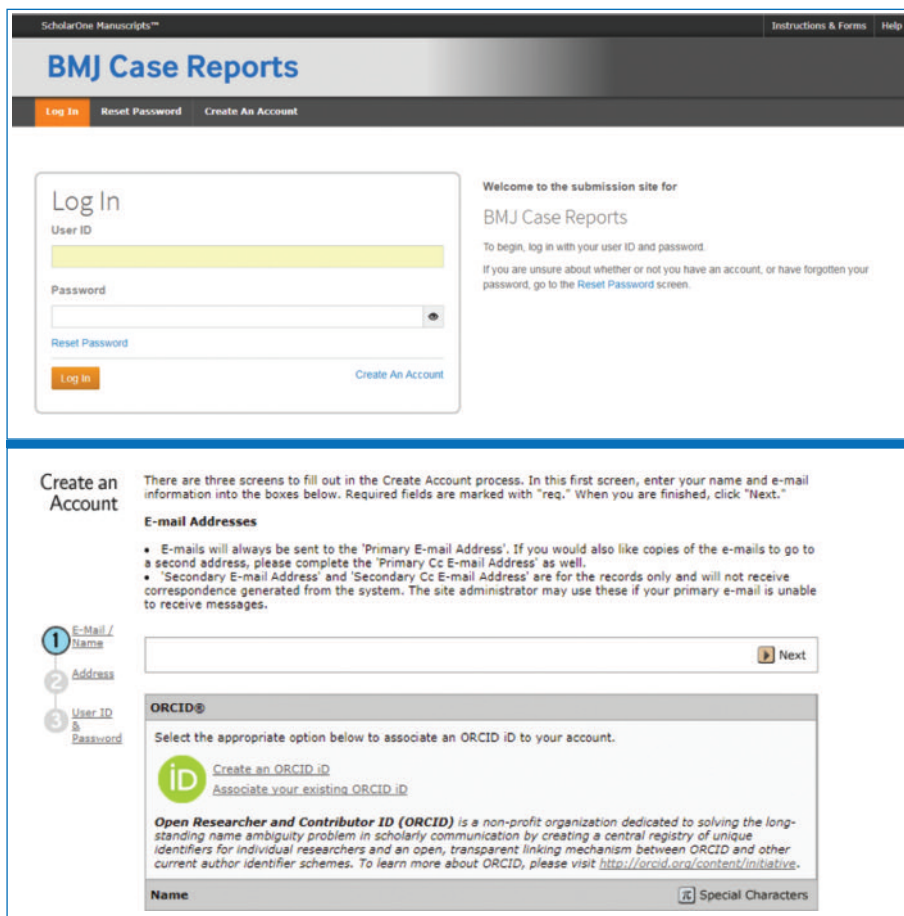 ScholarOne Manuscripts™
Instructions & Forms Help
BMJ Case Reports
Log In Reset Password Create An Account
Log In
User ID
Password
Reset Password
Log In
Create An Account
Welcome to the submission site for
BMJ Case Reports
To begin, log in with your user ID and password.
If you are unsure about whether or not you have an account, or have forgotten your
password, go to the Reset Password screen.
Create an
Account
There are three screens to fill out in the Create Account process. In this first screen, enter your name and e-mail
information into the boxes below. Required fields are marked with "req." When you are finished, click "Next."
E-mail Addresses
• E-mails will always be sent to the 'Primary E-mail Address'. If you would also like copies of the e-mails to go to
a second address, please complete the 'Primary Cc E-mail Address' as well.
• 'Secondary E-mail Address' and 'Secondary Cc E-mail Address' are for the records only and will not receive
correspondence generated from the system. The site administrator may use these if your primary e-mail is unable
to receive messages.
1 E-Mail /
Name
2 Address
3 User ID
&
Password
Next
ORCID®
Select the appropriate option below to associate an ORCID iD to your account.
iD
Create an ORCID iD
Associate your existing ORCID iD
Open Researcher and Contributor ID (ORCID) is a non-profit organization dedicated to solving the long-
standing name ambiguity problem in scholarly communication by creating a central registry of unique
identifiers for individual researchers and an open, transparent linking mechanism between ORCID and other
current author identifier schemes. To learn more about ORCID, please visit http://orcid.org/content/initiative.
Name
π Special Characters